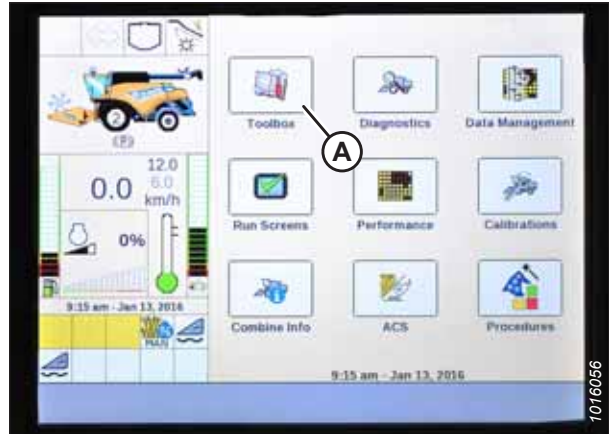 Toolbox
Diagnostics
Data Management
A
2
(P)
12.0
6.0
0.0
km/h
0%
Run Screens
Performance
Calibrations
9:15 am - Jan 13, 2016
MAN
Combine Info
ACS
Procedures
9:15 am - Jan 13, 2016
1016056